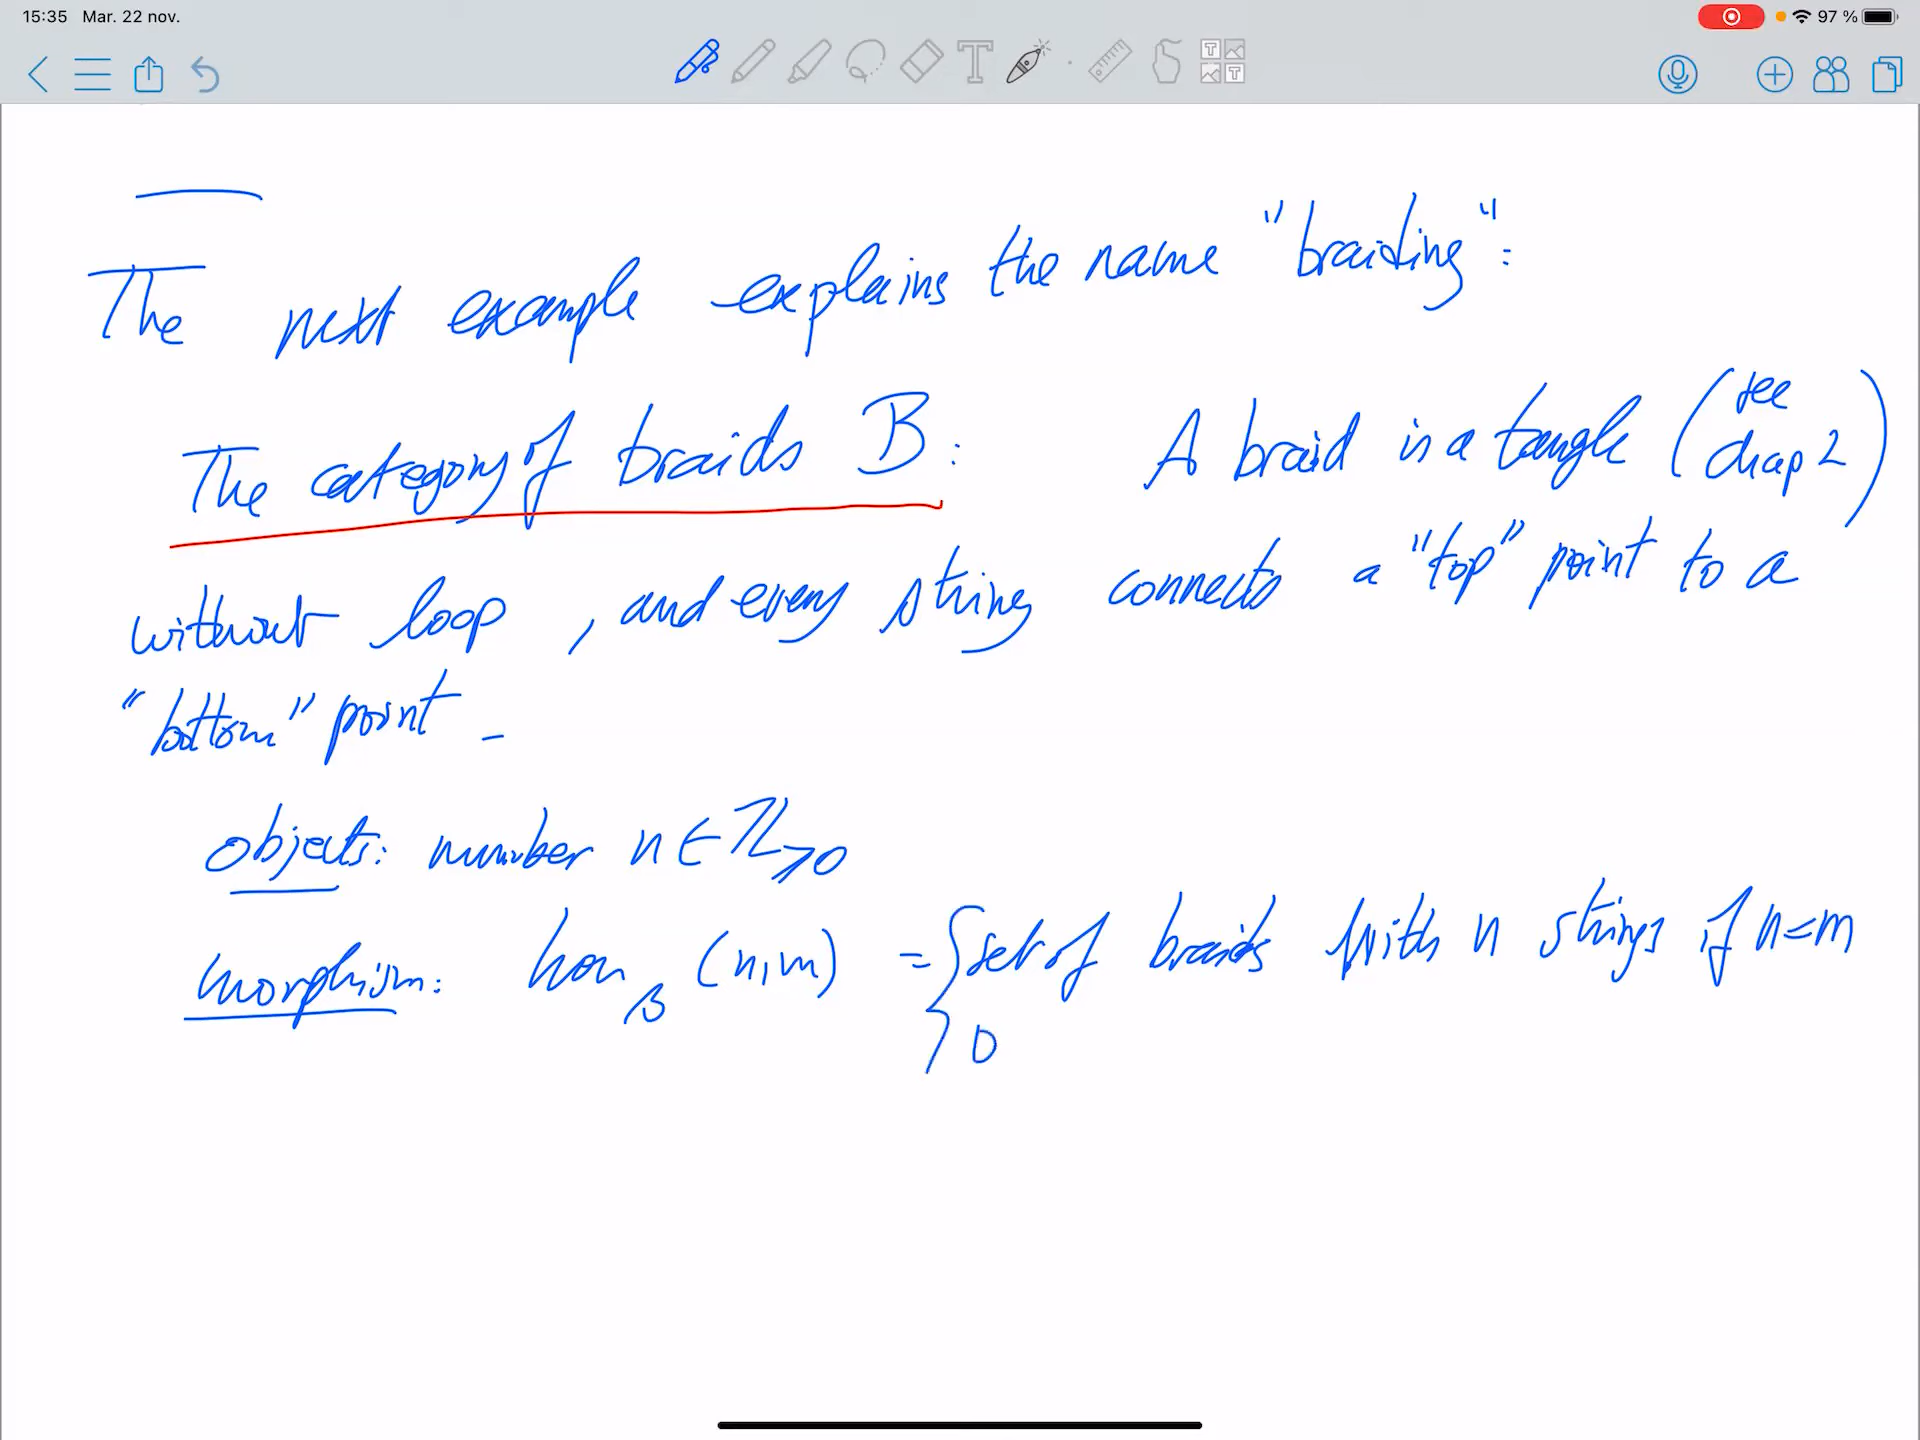 15:35 Mar. 22 nov. 97 %
The next example explains the name "braiding":
The category of braids B: A braid is a tangle (see chap 2)
without loop, and every string connects a "top" point to a
"bottom" point -
objects: number n ∈ ℤ⩾0
morphism: hom_B (n,m) = { set of braids with n strings if n=m
0